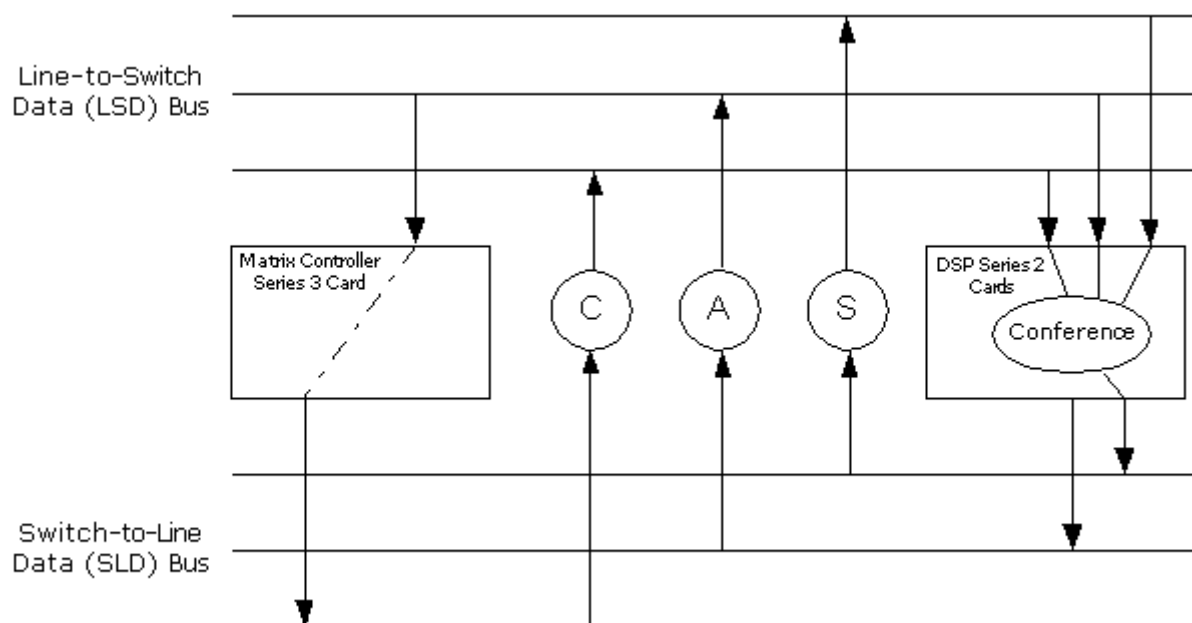 Line-to-Switch
Data (LSD) Bus
Matrix Controller
Series 3 Card
C
A
S
DSP Series 2
Cards
Conference
Switch-to-Line
Data (SLD) Bus